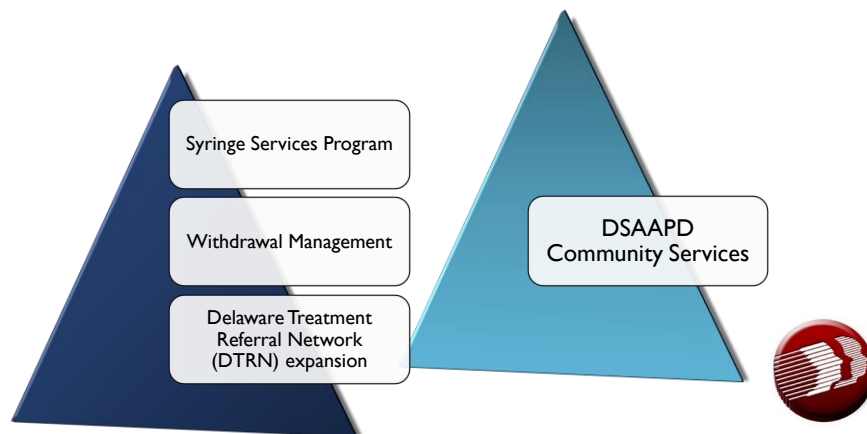 Syringe Services Program
Withdrawal Management
Delaware Treatment
Referral Network
(DTRN) expansion
DSAAPD
Community Services